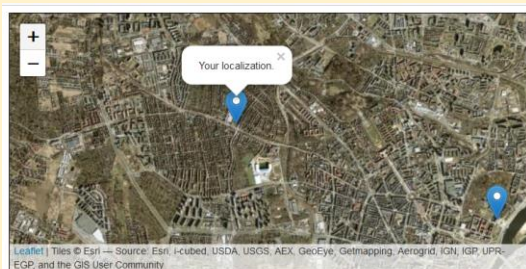 +
−
Your localization.
×
Leaflet | Tiles © Esri — Source: Esri, i-cubed, USDA, USGS, AEX, GeoEye, Getmapping, Aerogrid, IGN, IGP, UPR-
EGP, and the GIS User Community